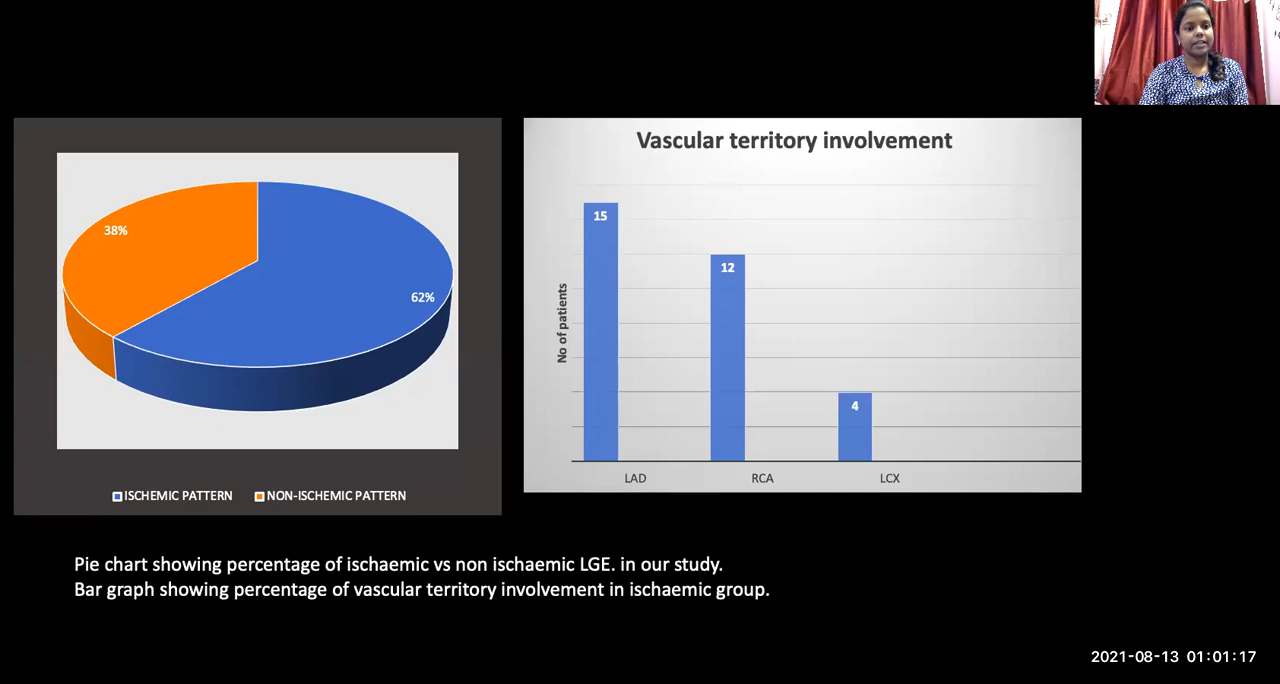 38%
62%
ISCHEMIC PATTERN NON-ISCHEMIC PATTERN
Vascular territory involvement
No of patients
15
12
4
LAD RCA LCX
Pie chart showing percentage of ischaemic vs non ischaemic LGE. in our study.
Bar graph showing percentage of vascular territory involvement in ischaemic group.
2021-08-13 01:01:17